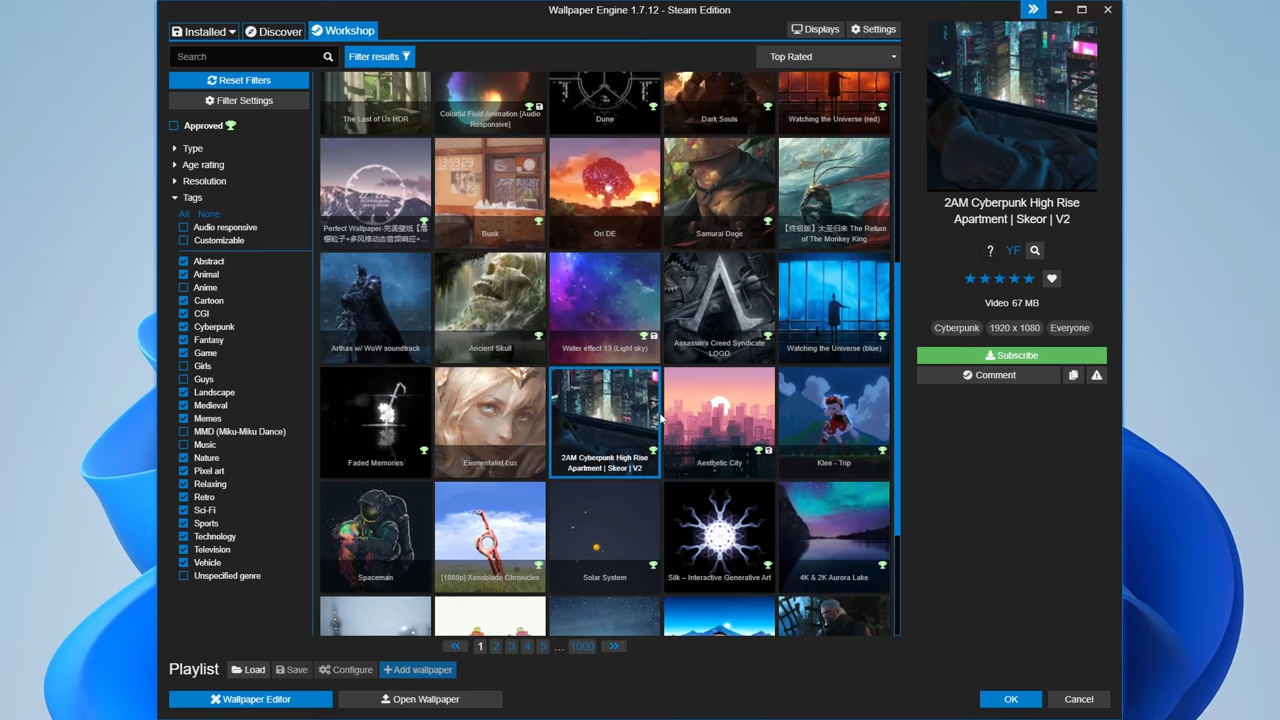 Wallpaper Engine 1.7.12 - Steam Edition
Installed
Discover
Workshop
Displays
Settings
Search
Filter results
Top Rated
Reset Filters
Filter Settings
Approved
Type
Age rating
Resolution
Tags
All None
Audio responsive
Customizable
Abstract
Animal
Anime
Cartoon
CGI
Cyberpunk
Fantasy
Game
Girls
Guys
Landscape
Medieval
Memes
MMD (Miku-Miku Dance)
Music
Nature
Pixel art
Relaxing
Retro
Sci-Fi
Sports
Technology
Television
Vehicle
Unspecified genre
The Last of Us HDR
Colorful Fluid Animation [Audio
Responsive]
Dune
Dark Souls
Watching the Universe (red)
Bunk
Ori DE
Samurai Doge
【终极版】大圣归来 The Return
of The Monkey King
Arthas w/ WoW soundtrack
Ancient Skull
Water effect 13 (Light sky)
Assassin's Creed Syndicate
LOGO
Watching the Universe (blue)
Faded Memories
Elementalist Lux
2AM Cyberpunk High Rise
Apartment | Skeor | V2
Aesthetic City
Klee - Trip
Spaceman
[1080p] Xenoblade Chronicles
Solar System
Silk – Interactive Generative Art
4K & 2K Aurora Lake
« 1 2 3 4 5 ... 1000 »
Playlist
Load
Save
Configure
Add wallpaper
Wallpaper Editor
Open Wallpaper
OK
Cancel
2AM Cyberpunk High Rise
Apartment | Skeor | V2
? YF
Video 67 MB
Cyberpunk
1920 x 1080
Everyone
Subscribe
Comment